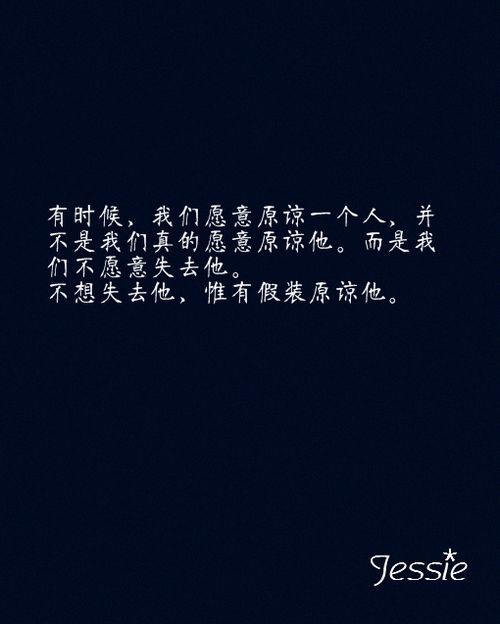 有时候，我们愿意原谅一个人，并
不是我们真的愿意原谅他。而是我
们不愿意失去他。
不想失去他，惟有假装原谅他。
Jessie